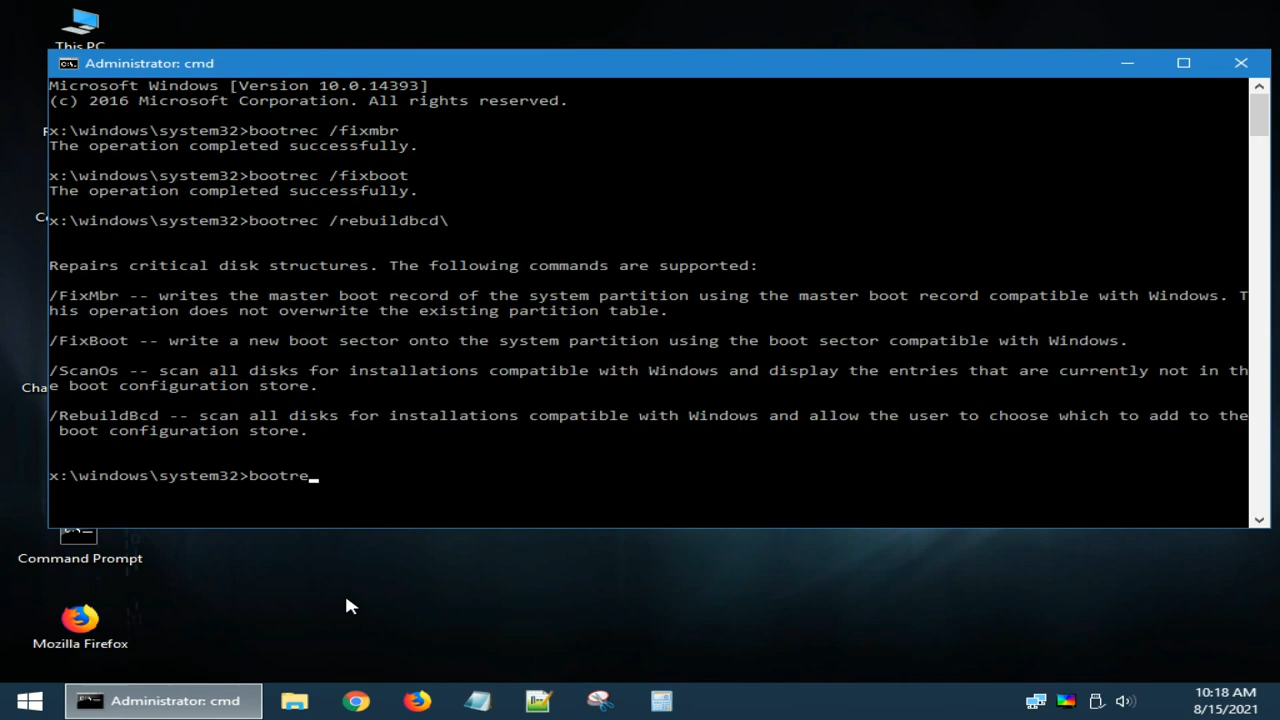 This PC
Administrator: cmd
Microsoft Windows [Version 10.0.14393]
(c) 2016 Microsoft Corporation. All rights reserved.
x:\windows\system32>bootrec /fixmbr
The operation completed successfully.
x:\windows\system32>bootrec /fixboot
The operation completed successfully.
x:\windows\system32>bootrec /rebuildbcd\
Repairs critical disk structures. The following commands are supported:
/FixMbr -- writes the master boot record of the system partition using the master boot record compatible with Windows. T
his operation does not overwrite the existing partition table.
/FixBoot -- write a new boot sector onto the system partition using the boot sector compatible with Windows.
/ScanOs -- scan all disks for installations compatible with Windows and display the entries that are currently not in th
e boot configuration store.
/RebuildBcd -- scan all disks for installations compatible with Windows and allow the user to choose which to add to the
boot configuration store.
x:\windows\system32>bootre_
Command Prompt
Mozilla Firefox
Administrator: cmd
10:18 AM
8/15/2021